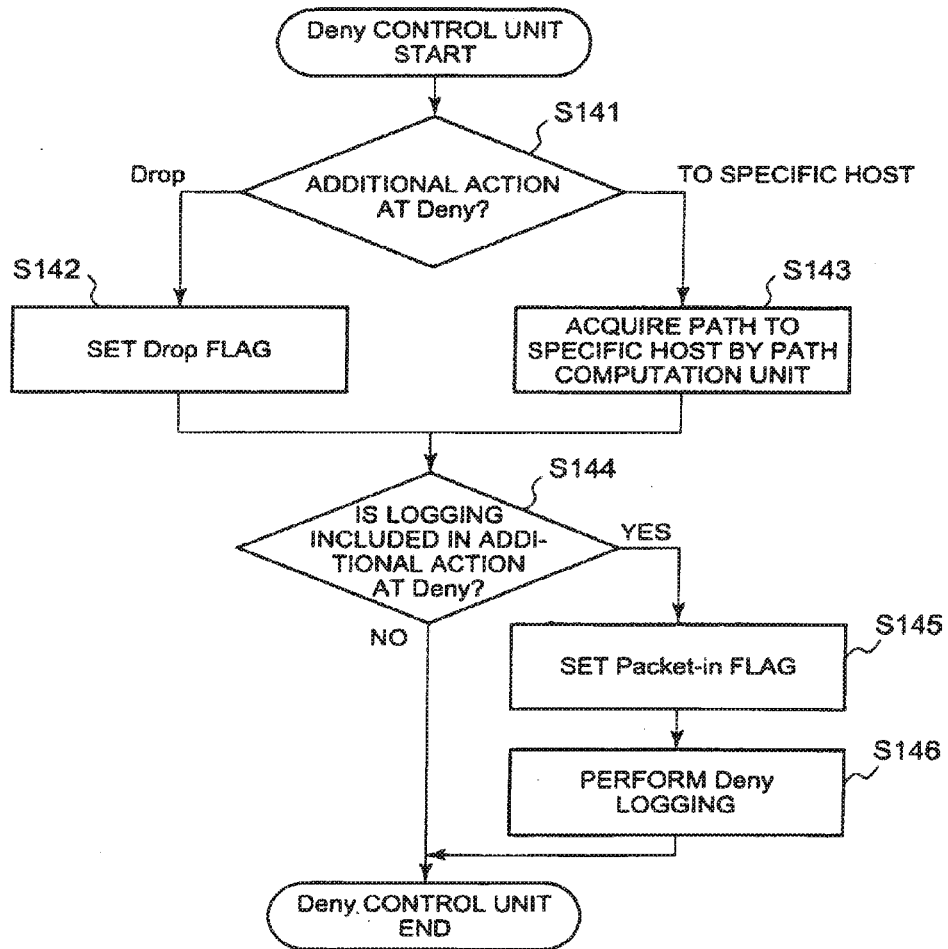 Deny CONTROL UNIT
START
S141
Drop
ADDITIONAL ACTION
AT Deny?
TO SPECIFIC HOST
S142
SET Drop FLAG
S143
ACQUIRE PATH TO
SPECIFIC HOST BY PATH
COMPUTATION UNIT
S144
IS LOGGING
INCLUDED IN ADDI-
TIONAL ACTION
AT Deny?
YES
NO
S145
SET Packet-in FLAG
S146
PERFORM Deny
LOGGING
Deny CONTROL UNIT
END